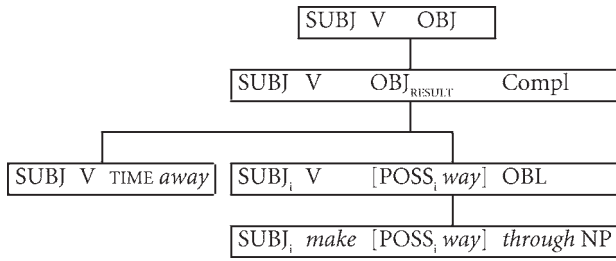 SUBJ V OBJ
SUBJ V OBJRESULT Compl
SUBJ V TIME away
SUBJi V [POSSi way] OBL
SUBJi make [POSSi way] through NP